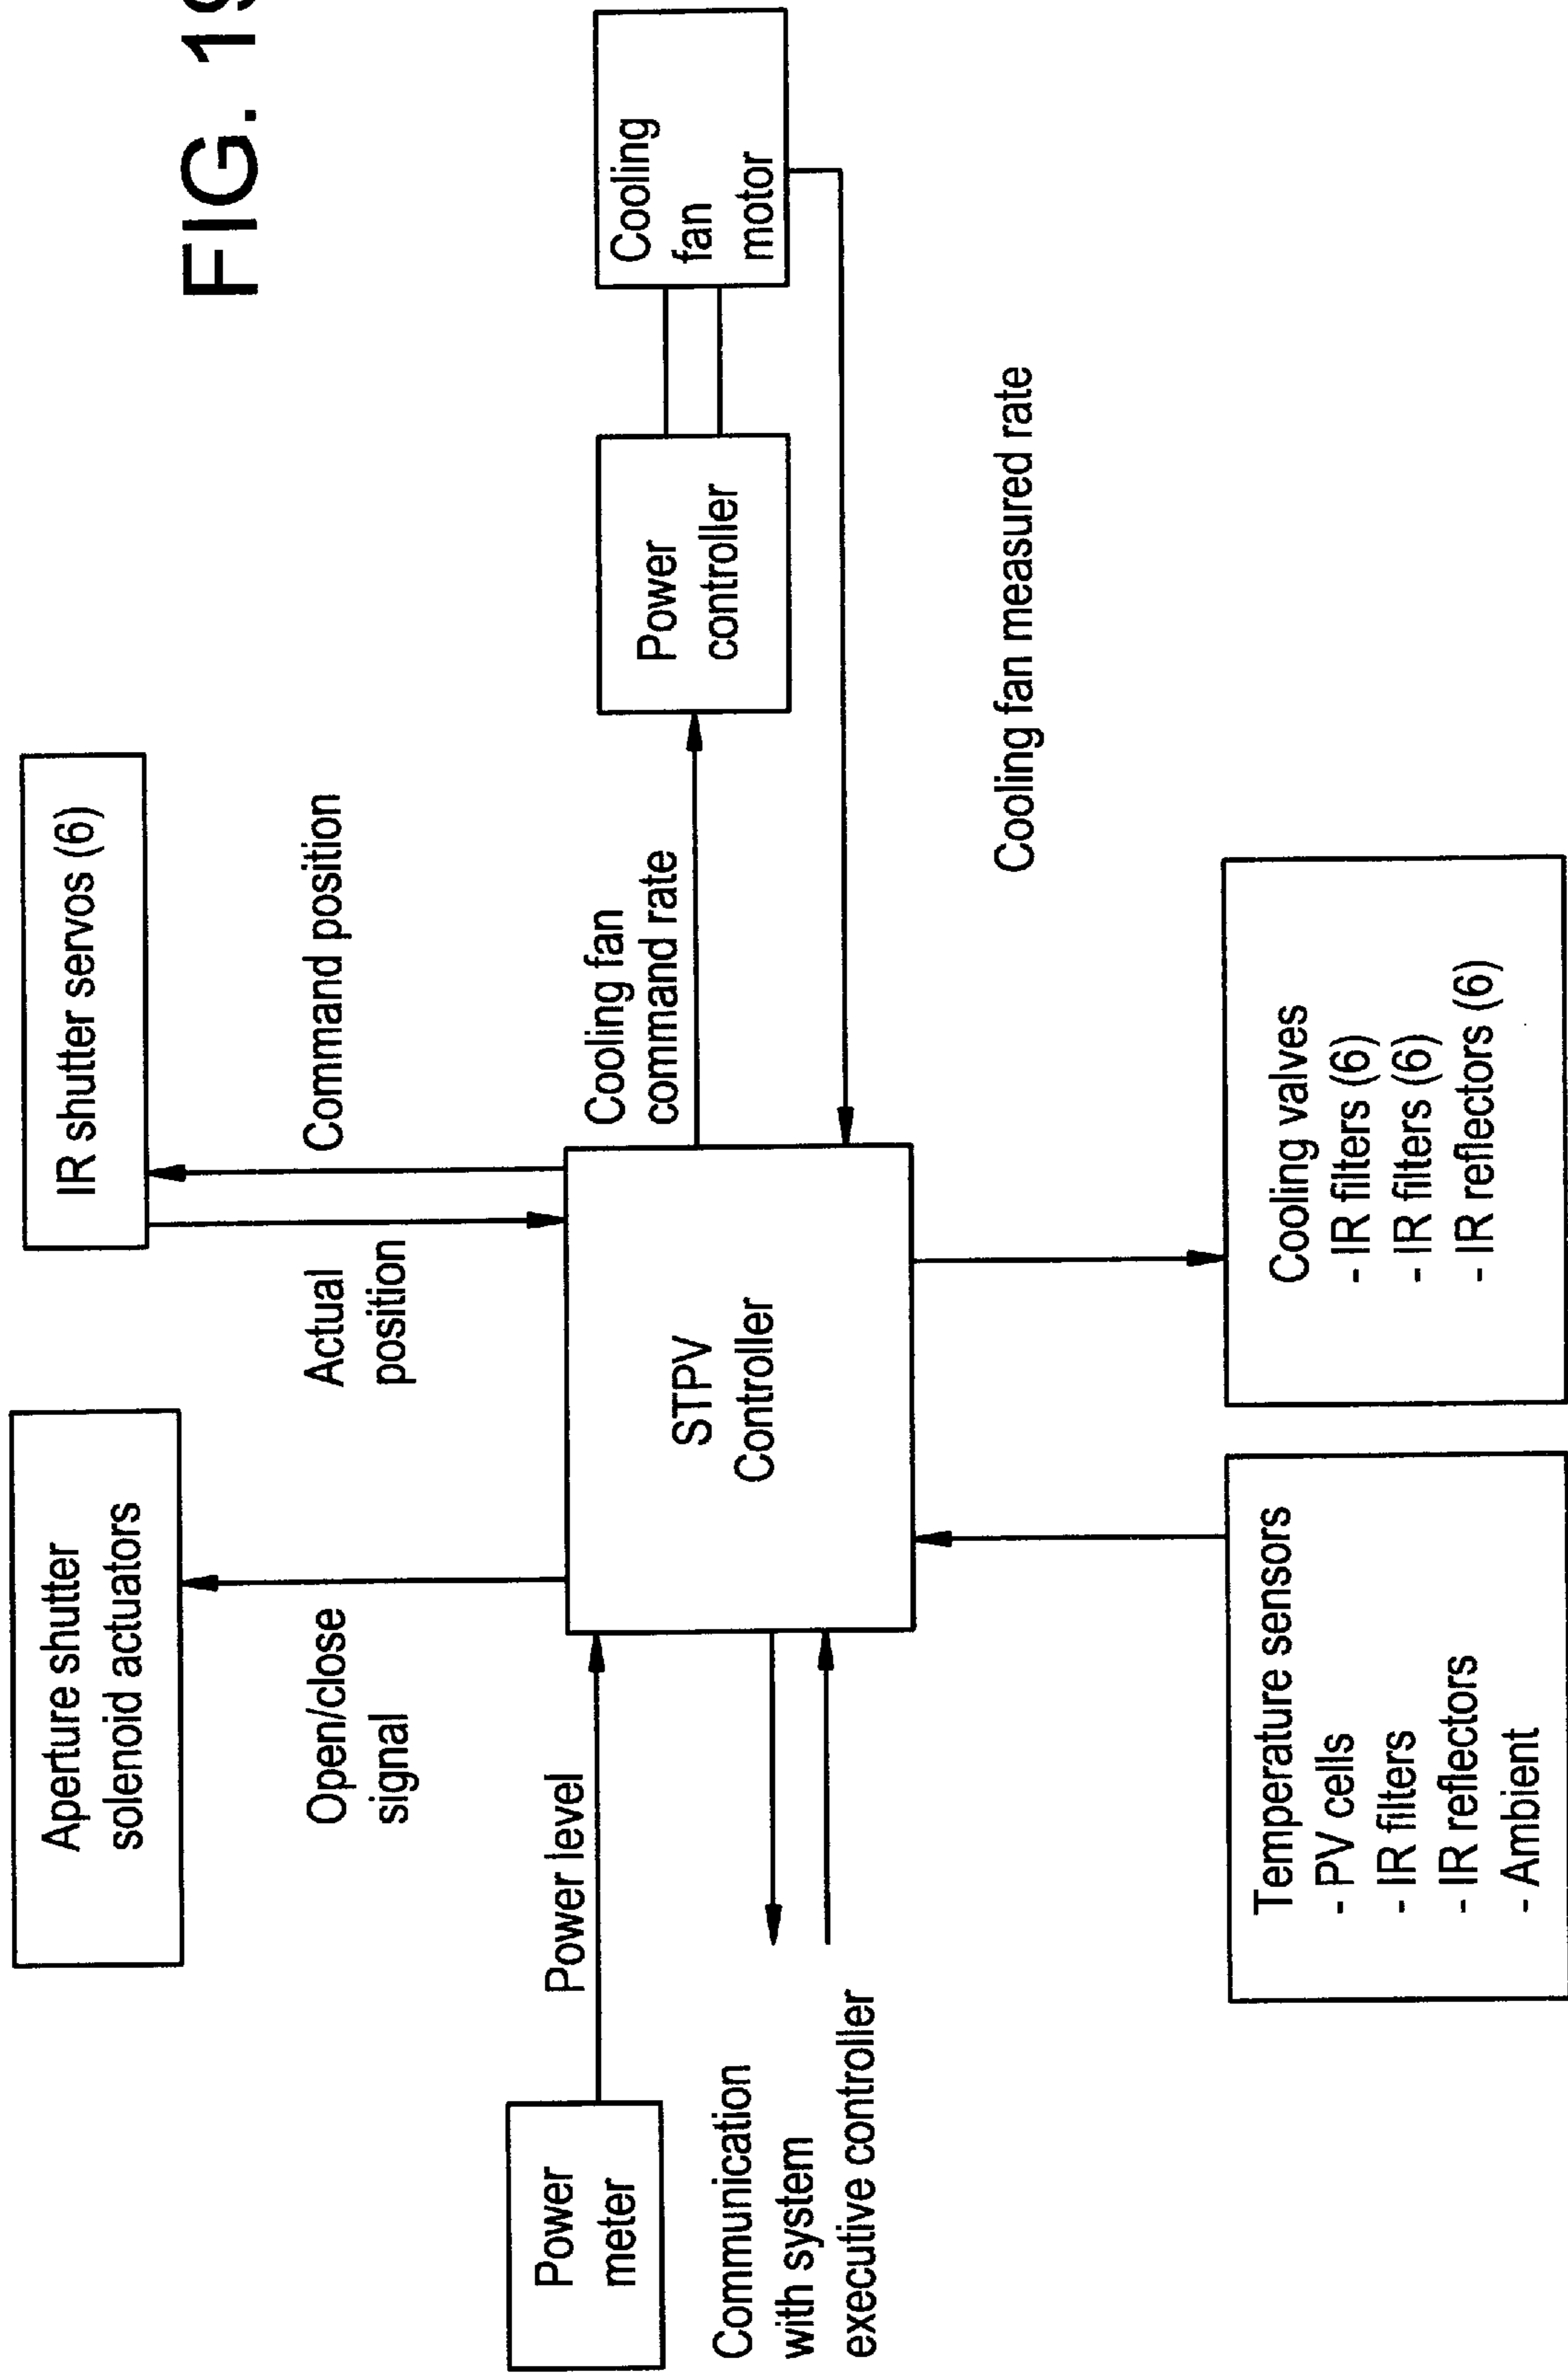 FIG. 19
Aperture shutter
solenoid actuators
IR shutter servos (6)
Open/close
signal
Actual
position
Command position
Power
meter
Power level
STPV
Controller
Cooling fan
command rate
Power
controller
Cooling
fan
motor
Communication
with system
executive controller
Cooling fan measured rate
Temperature sensors
- PV cells
- IR filters
- IR reflectors
- Ambient
Cooling valves
- IR filters (6)
- IR filters (6)
- IR reflectors (6)